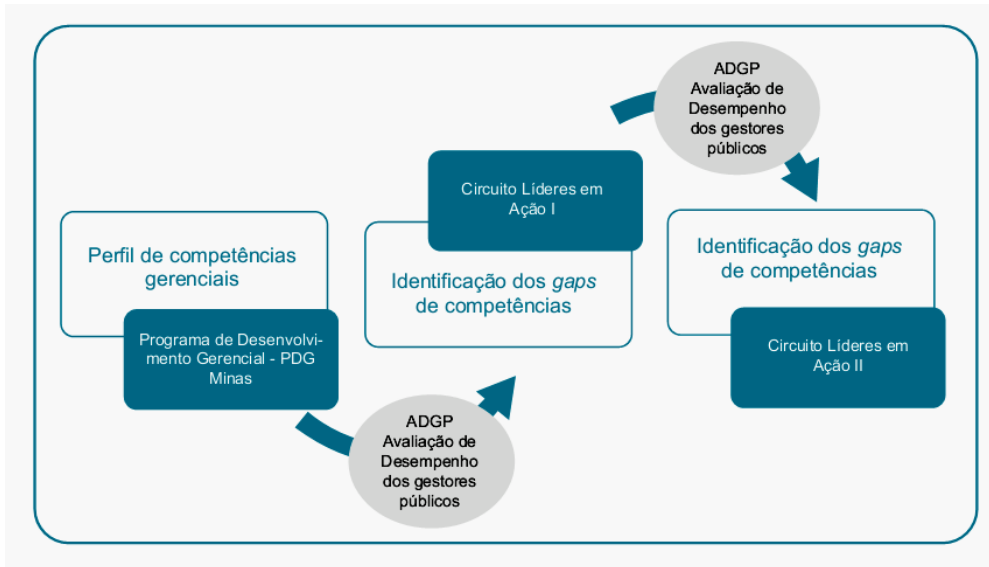 Perfil de competências
gerenciais
Programa de Desenvolvi-
mento Gerencial - PDG
Minas
ADGP
Avaliação de
Desempenho
dos gestores
públicos
Circuito Líderes em
Ação I
Identificação dos gaps
de competências
ADGP
Avaliação de
Desempenho
dos gestores
públicos
Identificação dos gaps
de competências
Circuito Líderes em
Ação II